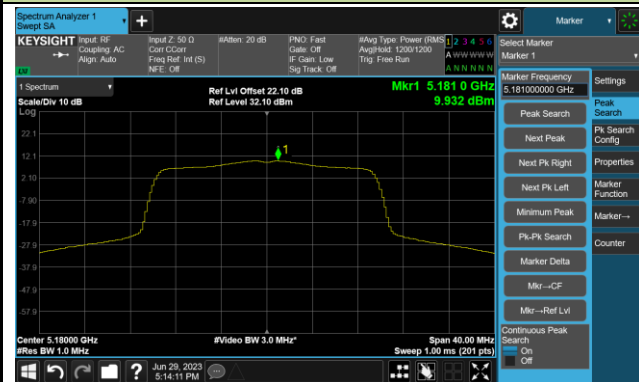 Spectrum Analyzer 1
Swept SA
+
Marker
KEYSIGHT
Input: RF
Coupling: AC
Align: Auto
Input Z: 50 Ω
Corr CCorr
Freq Ref: Int (S)
NFE: Off
#Atten: 20 dB
PNO: Fast
Gate: Off
IF Gain: Low
Sig Track: Off
#Avg Type: Power (RMS)
Avg|Hold: 1200/1200
Trig: Free Run
1 2 3 4 5 6
A W W W W W
A N N N N N
LXI
Select Marker
Marker 1
1 Spectrum
Scale/Div 10 dB
Log
Ref Lvl Offset 22.10 dB
Ref Level 32.10 dBm
Mkr1 5.181 0 GHz
9.932 dBm
22.1
12.1
2.10
-7.90
-17.9
-27.9
-37.9
-47.9
-57.9
1
Center 5.18000 GHz
#Res BW 1.0 MHz
#Video BW 3.0 MHz*
Span 40.00 MHz
Sweep 1.00 ms (201 pts)
Marker Frequency
5.181000000 GHz
Peak Search
Next Peak
Next Pk Right
Next Pk Left
Minimum Peak
Pk-Pk Search
Marker Delta
Mkr→CF
Mkr→Ref Lvl
Continuous Peak
Search
On
Off
Settings
Peak
Search
Pk Search
Config
Properties
Marker
Function
Marker→
Counter
?
Jun 29, 2023
5:14:11 PM